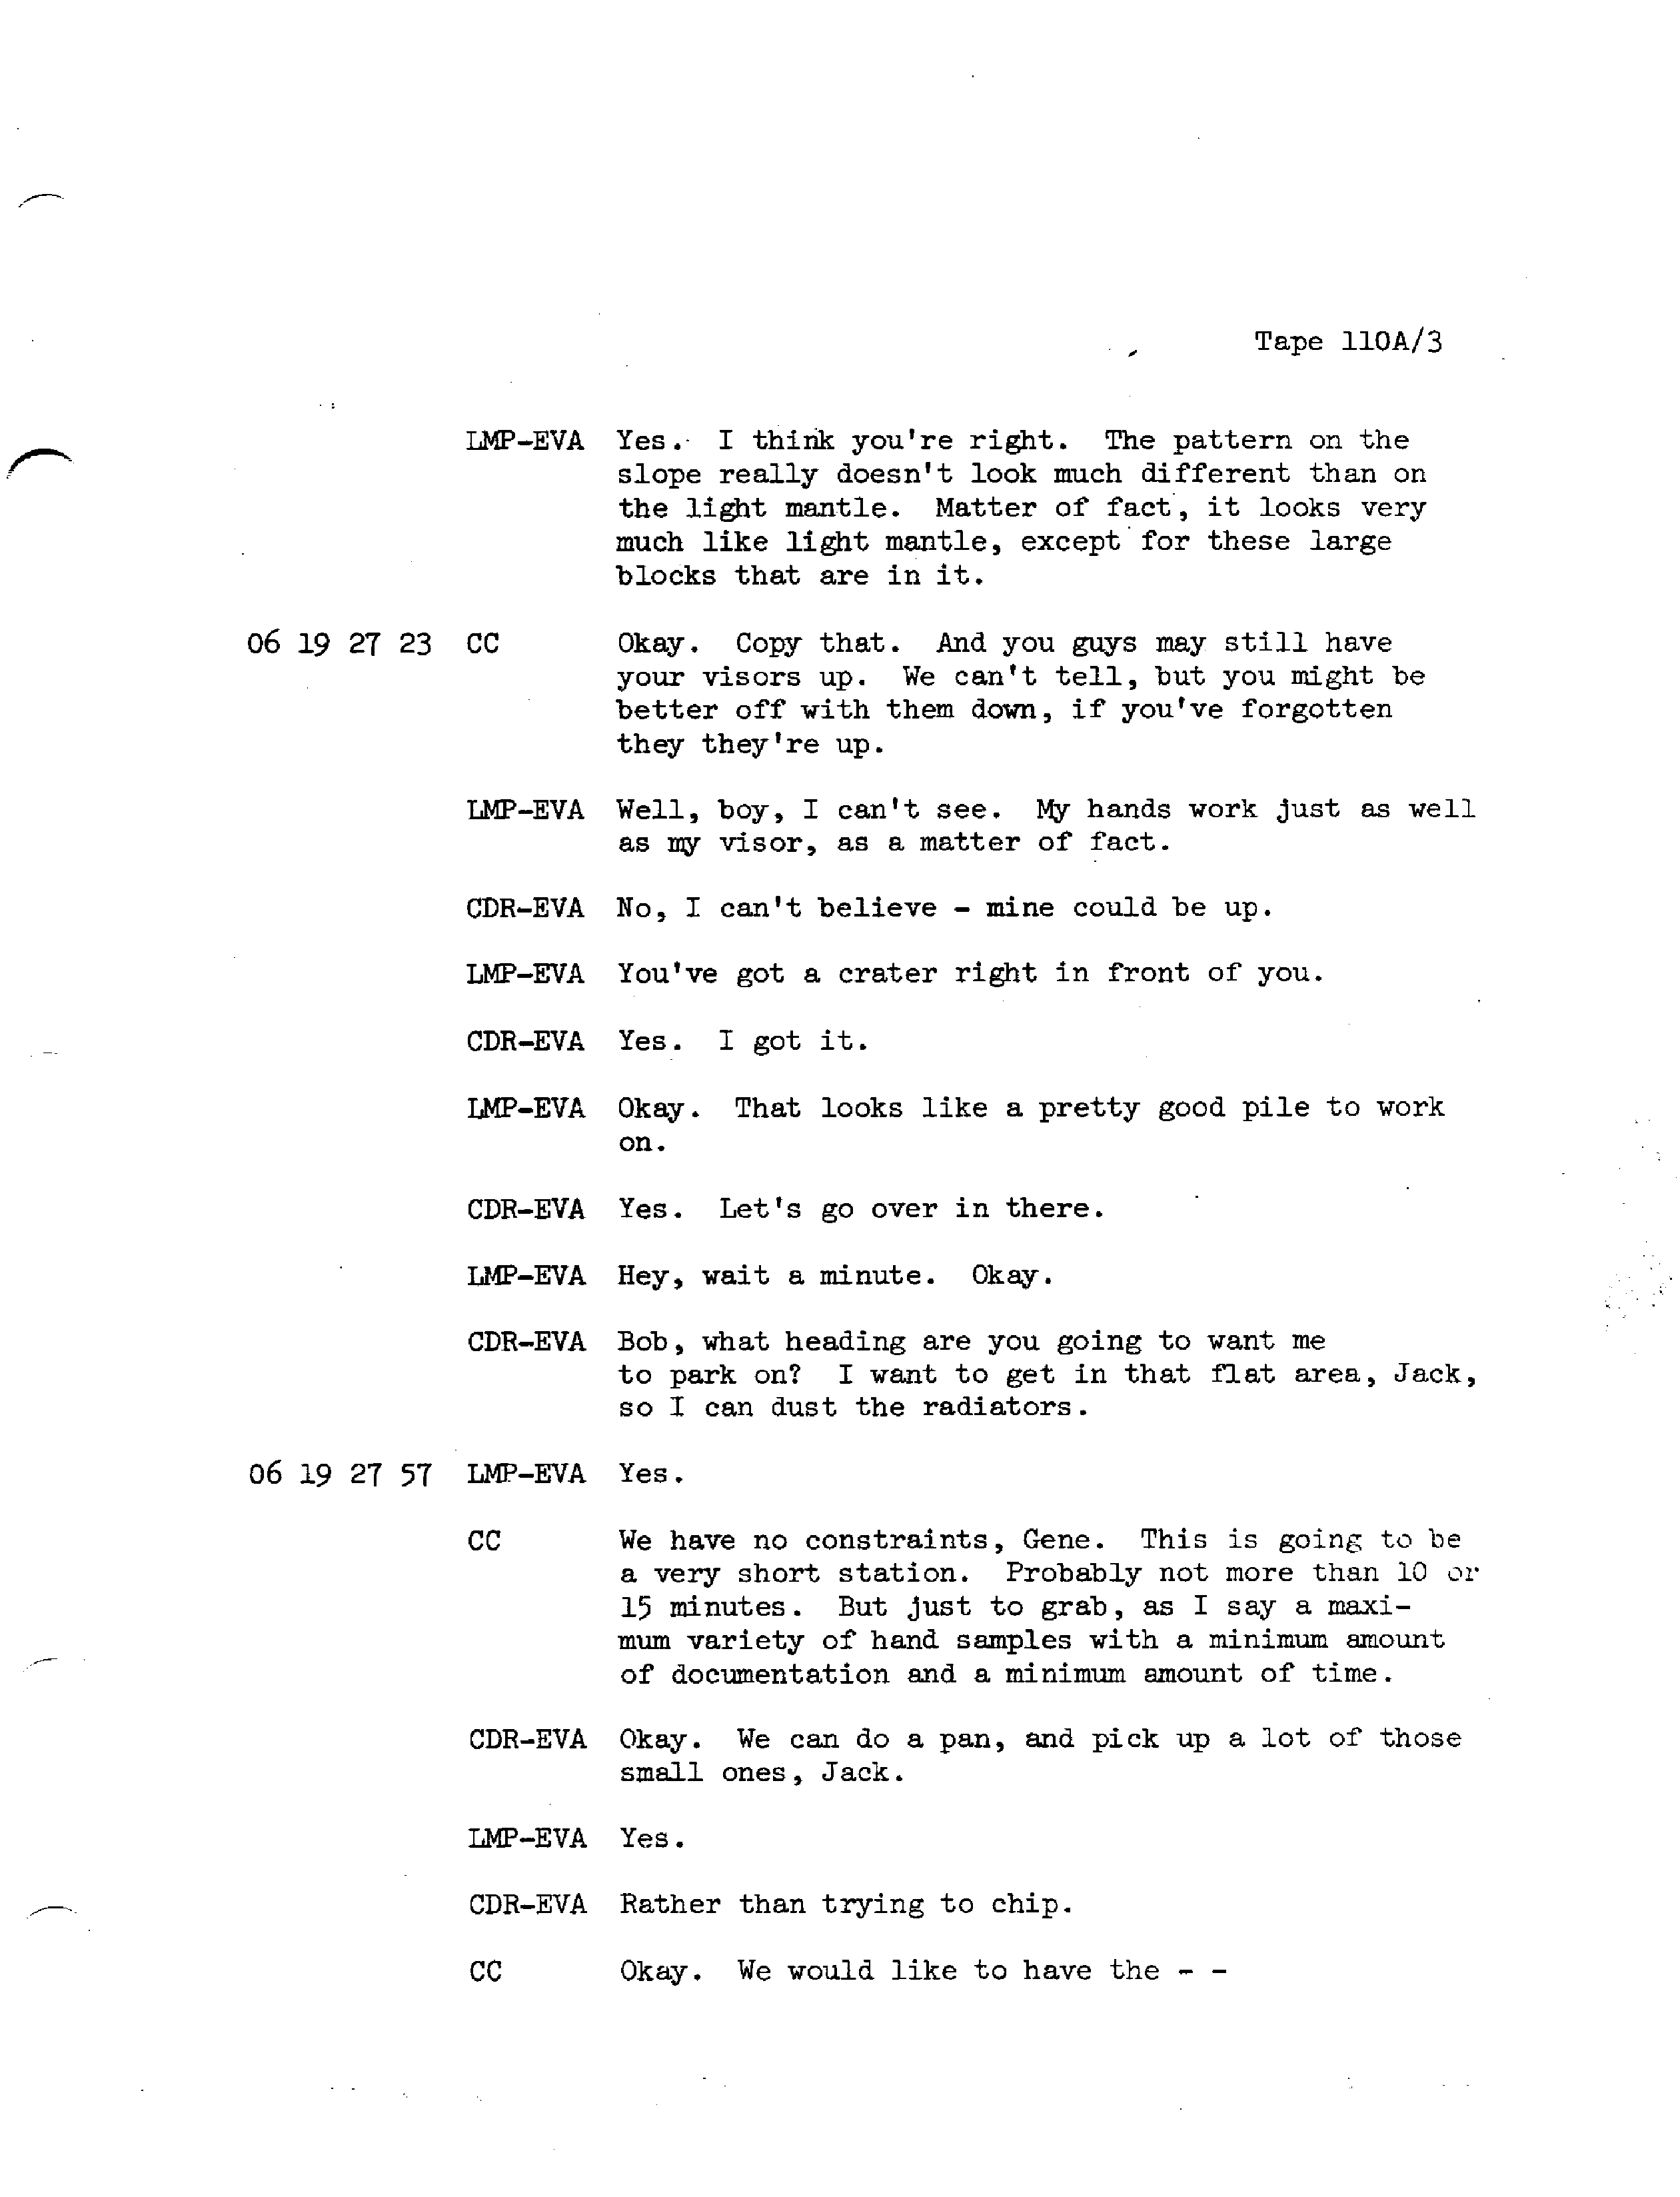 Tape 110A/3
LMP-EVA Yes. I think you're right. The pattern on the
slope really doesn't look much different than on
the light mantle. Matter of fact, it looks very
much like light mantle, except for these large
blocks that are in it.
06 19 27 23 CC Okay. Copy that. And you guys may still have
your visors up. We can't tell, but you might be
better off with them down, if you've forgotten
they they're up.
LMP-EVA Well, boy, I can't see. My hands work just as well
as my visor, as a matter of fact.
CDR-EVA No, I can't believe - mine could be up.
LMP-EVA You've got a crater right in front of you.
CDR-EVA Yes. I got it.
LMP-EVA Okay. That looks like a pretty good pile to work
on.
CDR-EVA Yes. Let's go over in there.
LMP-EVA Hey, wait a minute. Okay.
CDR-EVA Bob, what heading are you going to want me
to park on? I want to get in that flat area, Jack,
so I can dust the radiators.
06 19 27 57 LMP-EVA Yes.
CC We have no constraints, Gene. This is going to be
a very short station. Probably not more than 10 or
15 minutes. But just to grab, as I say a maxi-
mum variety of hand samples with a minimum amount
of documentation and a minimum amount of time.
CDR-EVA Okay. We can do a pan, and pick up a lot of those
small ones, Jack.
LMP-EVA Yes.
CDR-EVA Rather than trying to chip.
CC Okay. We would like to have the - -